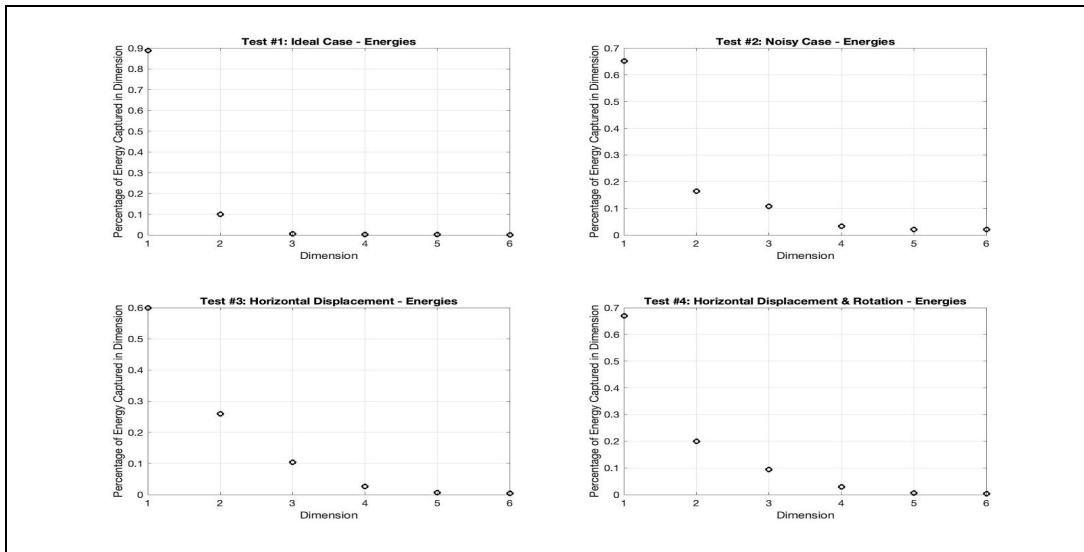 Test #1: Ideal Case - Energies
Percentage of Energy Captured in Dimension
0.9
0.8
0.7
0.6
0.5
0.4
0.3
0.2
0.1
0
1 2 3 4 5 6
Dimension
Test #2: Noisy Case - Energies
Percentage of Energy Captured in Dimension
0.7
0.6
0.5
0.4
0.3
0.2
0.1
0
1 2 3 4 5 6
Dimension
Test #3: Horizontal Displacement - Energies
Percentage of Energy Captured in Dimension
0.6
0.5
0.4
0.3
0.2
0.1
0
1 2 3 4 5 6
Dimension
Test #4: Horizontal Displacement & Rotation - Energies
Percentage of Energy Captured in Dimension
0.7
0.6
0.5
0.4
0.3
0.2
0.1
0
1 2 3 4 5 6
Dimension